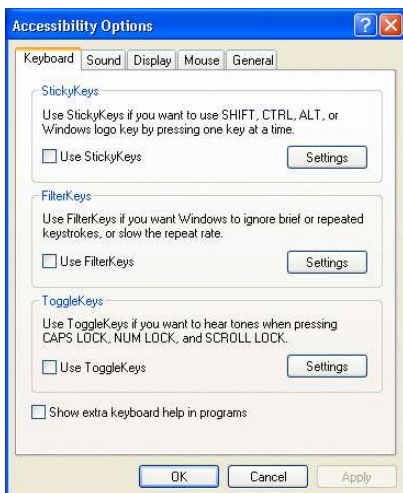 Accessibility Options
Keyboard Sound Display Mouse General
StickyKeys
Use StickyKeys if you want to use SHIFT, CTRL, ALT, or
Windows logo key by pressing one key at a time.
Use StickyKeys Settings
FilterKeys
Use FilterKeys if you want Windows to ignore brief or repeated
keystrokes, or slow the repeat rate.
Use FilterKeys Settings
ToggleKeys
Use ToggleKeys if you want to hear tones when pressing
CAPS LOCK, NUM LOCK, and SCROLL LOCK.
Use ToggleKeys Settings
Show extra keyboard help in programs
OK Cancel Apply